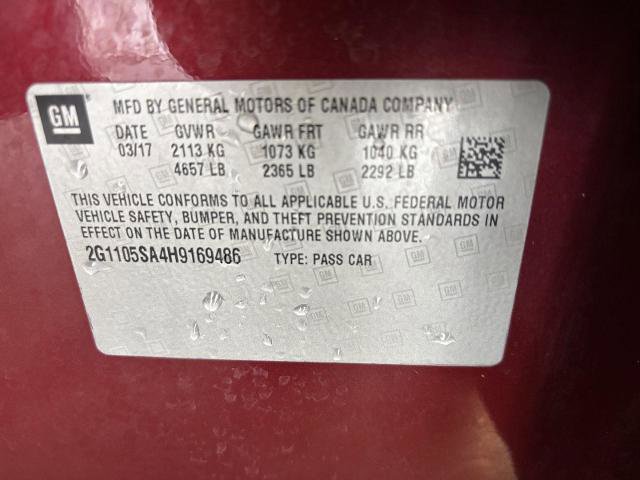 GM
MFD BY GENERAL MOTORS OF CANADA COMPANY
DATE GVWR GAWR FRT GAWR RR
03/17 2113 KG 1073 KG 1040 KG
4657 LB 2365 LB 2292 LB
THIS VEHICLE CONFORMS TO ALL APPLICABLE U.S. FEDERAL MOTOR
VEHICLE SAFETY, BUMPER, AND THEFT PREVENTION STANDARDS IN
EFFECT ON THE DATE OF MANUFACTURE SHOWN ABOVE.
2G1105SA4H9169486 TYPE: PASS CAR